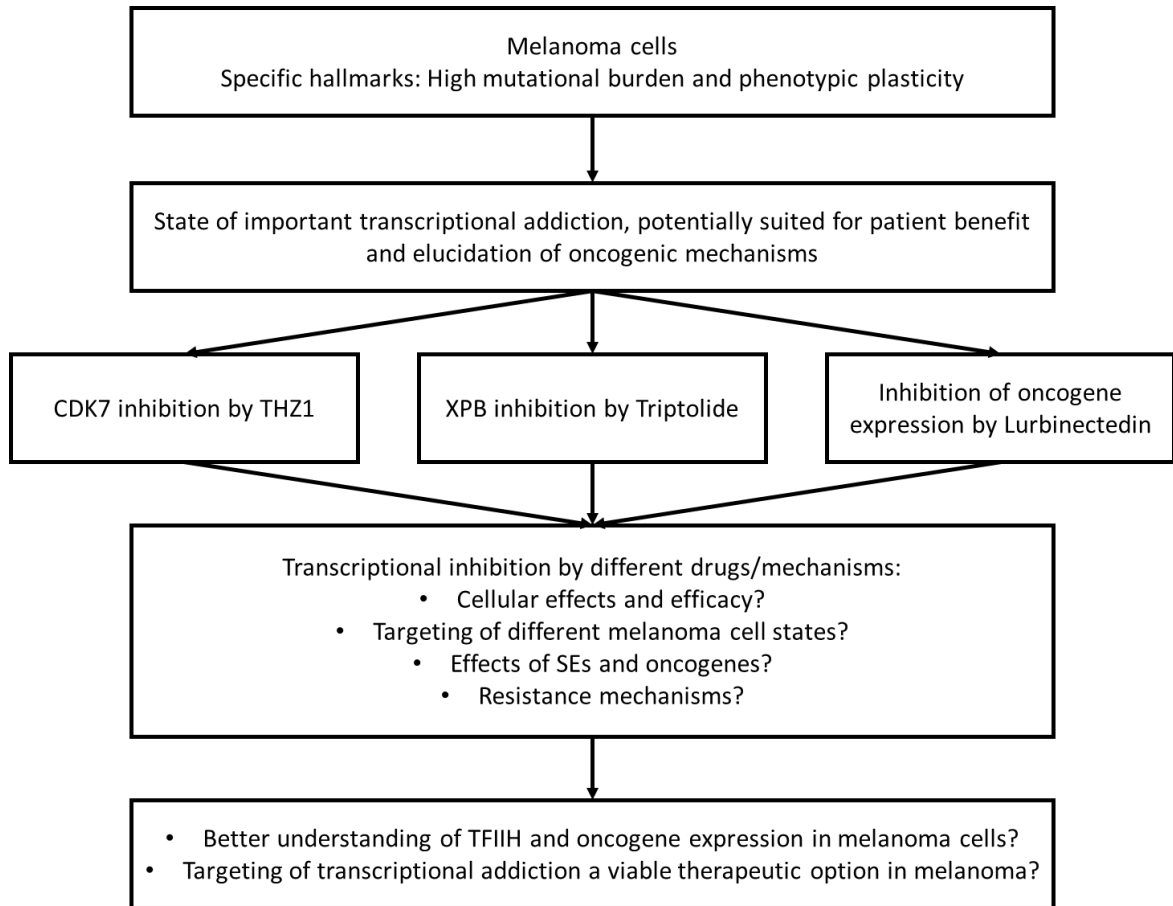 Melanoma cells
Specific hallmarks: High mutational burden and phenotypic plasticity
State of important transcriptional addiction, potentially suited for patient benefit
and elucidation of oncogenic mechanisms
CDK7 inhibition by THZ1
XPB inhibition by Triptolide
Inhibition of oncogene
expression by Lurbinectedin
Transcriptional inhibition by different drugs/mechanisms:
• Cellular effects and efficacy?
• Targeting of different melanoma cell states?
• Effects of SEs and oncogenes?
• Resistance mechanisms?
• Better understanding of TFIIH and oncogene expression in melanoma cells?
• Targeting of transcriptional addiction a viable therapeutic option in melanoma?